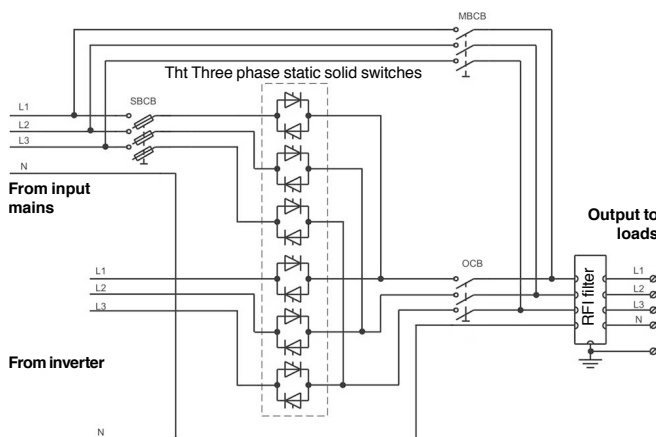 MBCB
Tht Three phase static solid switches
SBCB
L1
L2
L3
N
From input
mains
Output to
loads
L1
L2
L3
OCB
RFI filter
L1
L2
L3
N
From inverter
N